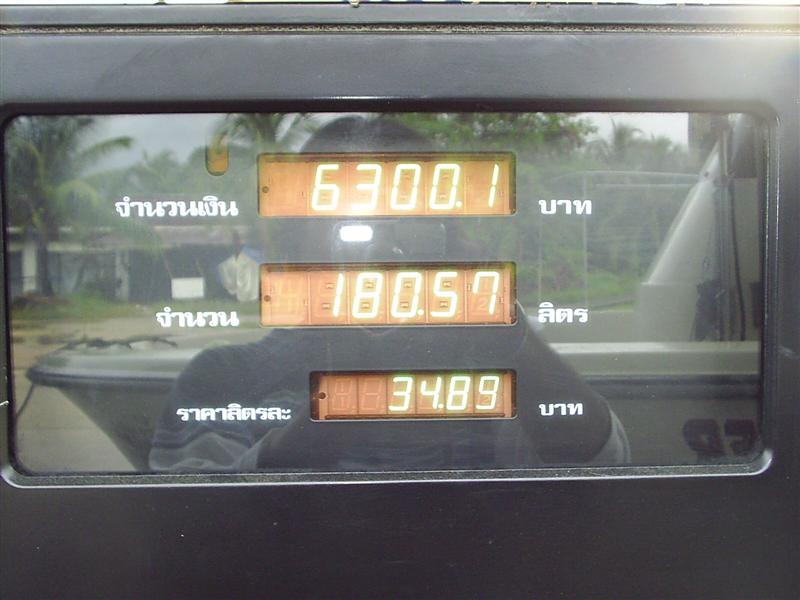 จำนวนเงิน 6300.1 บาท
จำนวน 180.57 ลิตร
ราคาลิตรละ 34.89 บาท